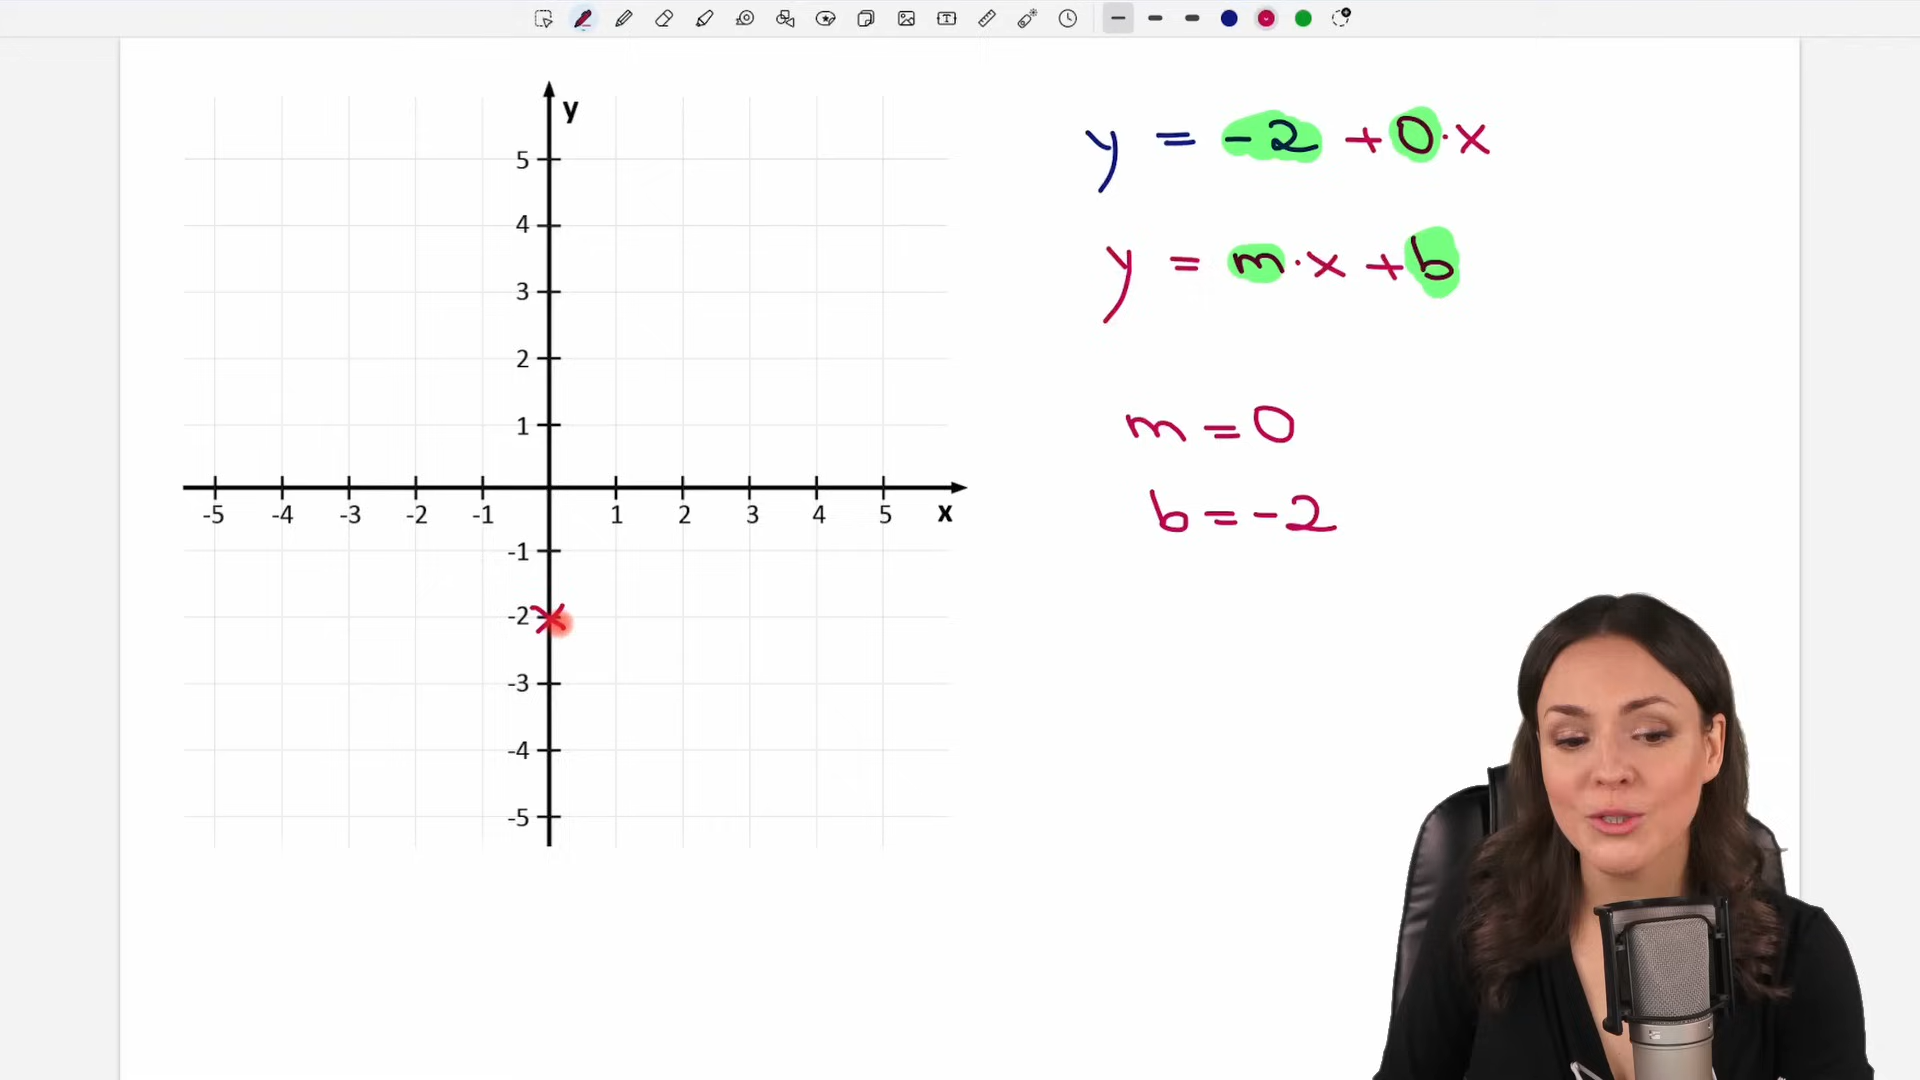 y
5
4
3
2
1
-5 -4 -3 -2 -1 1 2 3 4 5 x
-1
-2
-3
-4
-5
y = -2 + 0·x
y = m·x + b
m = 0
b = -2